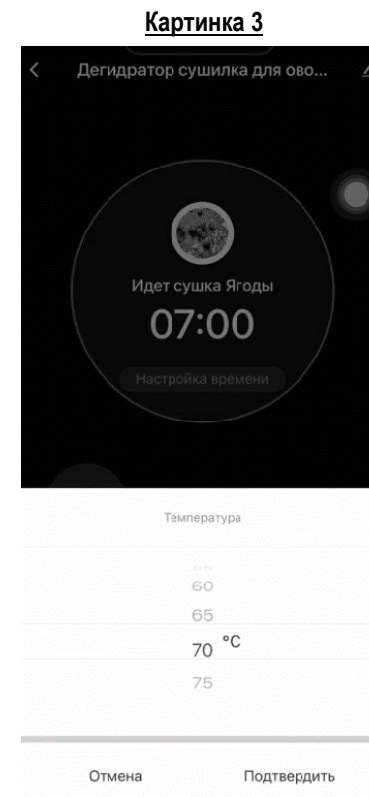 Картинка 3
Дегидратор сушилка для ово...
Идет сушка Ягоды
07:00
Настройка времени
Температура
60
65
70 °C
75
Отмена
Подтвердить